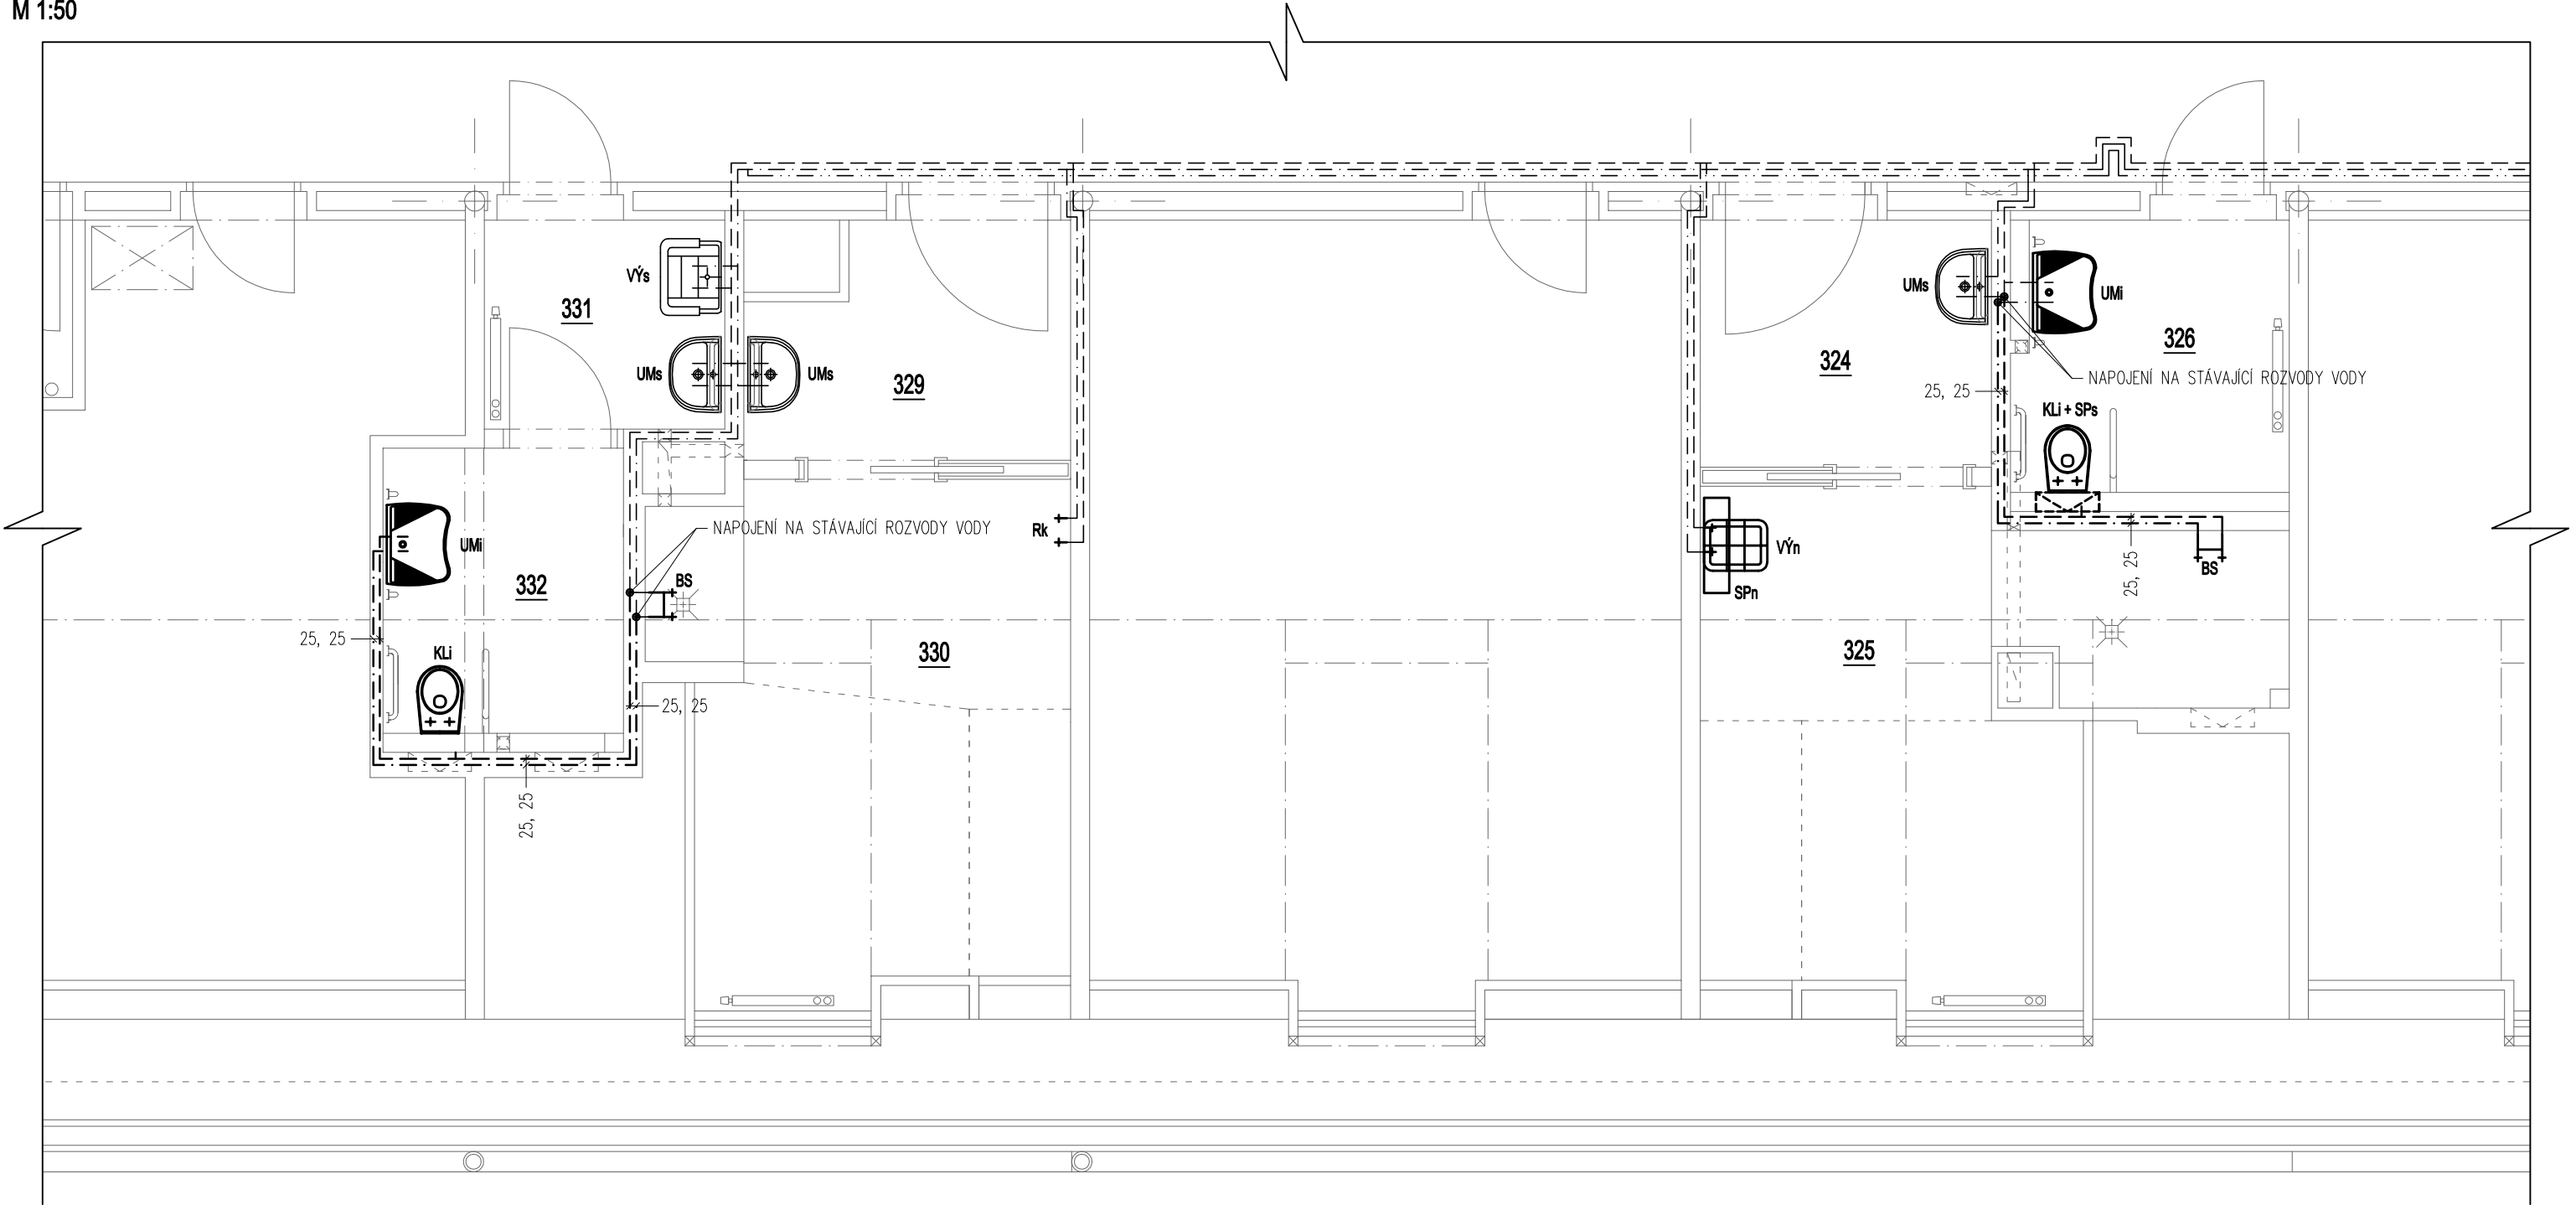 M 1:50
VÝs
331
UMs
UMs
329
UMs
324
UMi
326
NAPOJENÍ NA STÁVAJÍCÍ ROZVODY VODY
25, 25
KLi + SPs
UMi
332
NAPOJENÍ NA STÁVAJÍCÍ ROZVODY VODY
Rk
BS
VÝn
SPn
BS
25, 25
25, 25
KLi
330
325
25, 25
25, 25